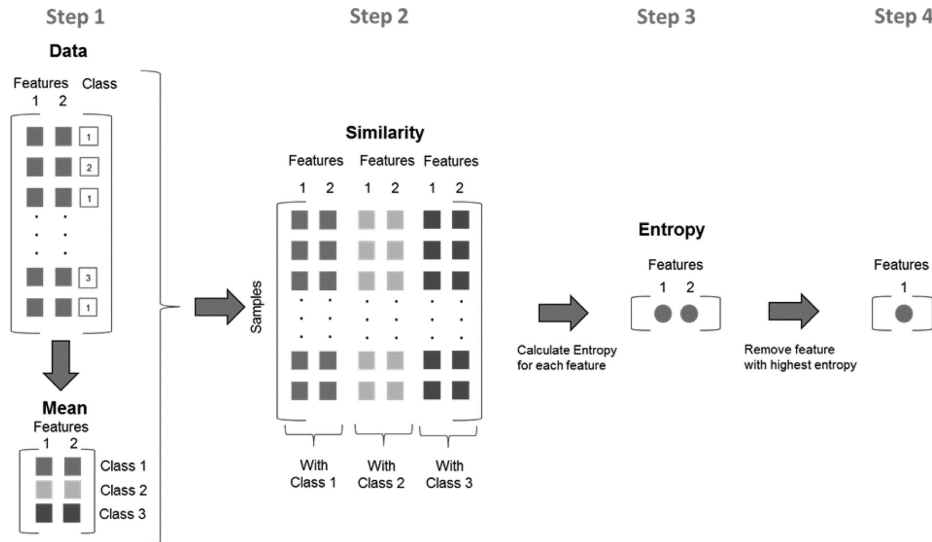 Step 1
Step 2
Step 3
Step 4
Data
Features Class
1 2
1
2
1
3
1
Mean
Features
1 2
Class 1
Class 2
Class 3
Similarity
Features Features Features
1 2 1 2 1 2
Samples
With With With
Class 1 Class 2 Class 3
Calculate Entropy
for each feature
Entropy
Features
1 2
Remove feature
with highest entropy
Features
1